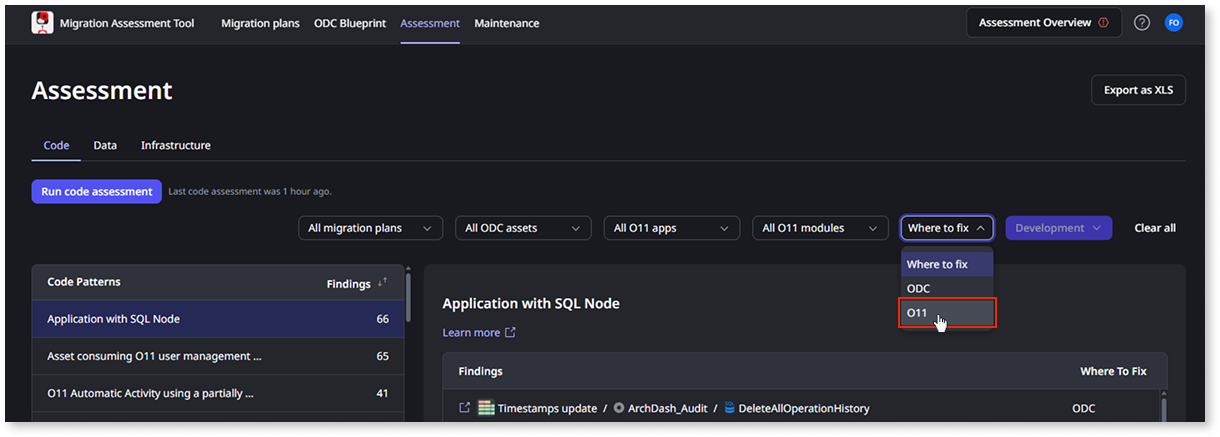 Migration Assessment Tool Migration plans ODC Blueprint Assessment Maintenance Assessment Overview FO
Assessment Export as XLS
Code Data Infrastructure
Run code assessment Last code assessment was 1 hour ago.
All migration plans All ODC assets All O11 apps All O11 modules Where to fix Development Clear all
Where to fix
ODC
O11
Code Patterns Findings
Application with SQL Node 66
Asset consuming O11 user management ... 65
O11 Automatic Activity using a partially ... 41
Application with SQL Node
Learn more
Findings Where To Fix
Timestamps update / ArchDash_Audit / SQL DeleteAllOperationHistory ODC